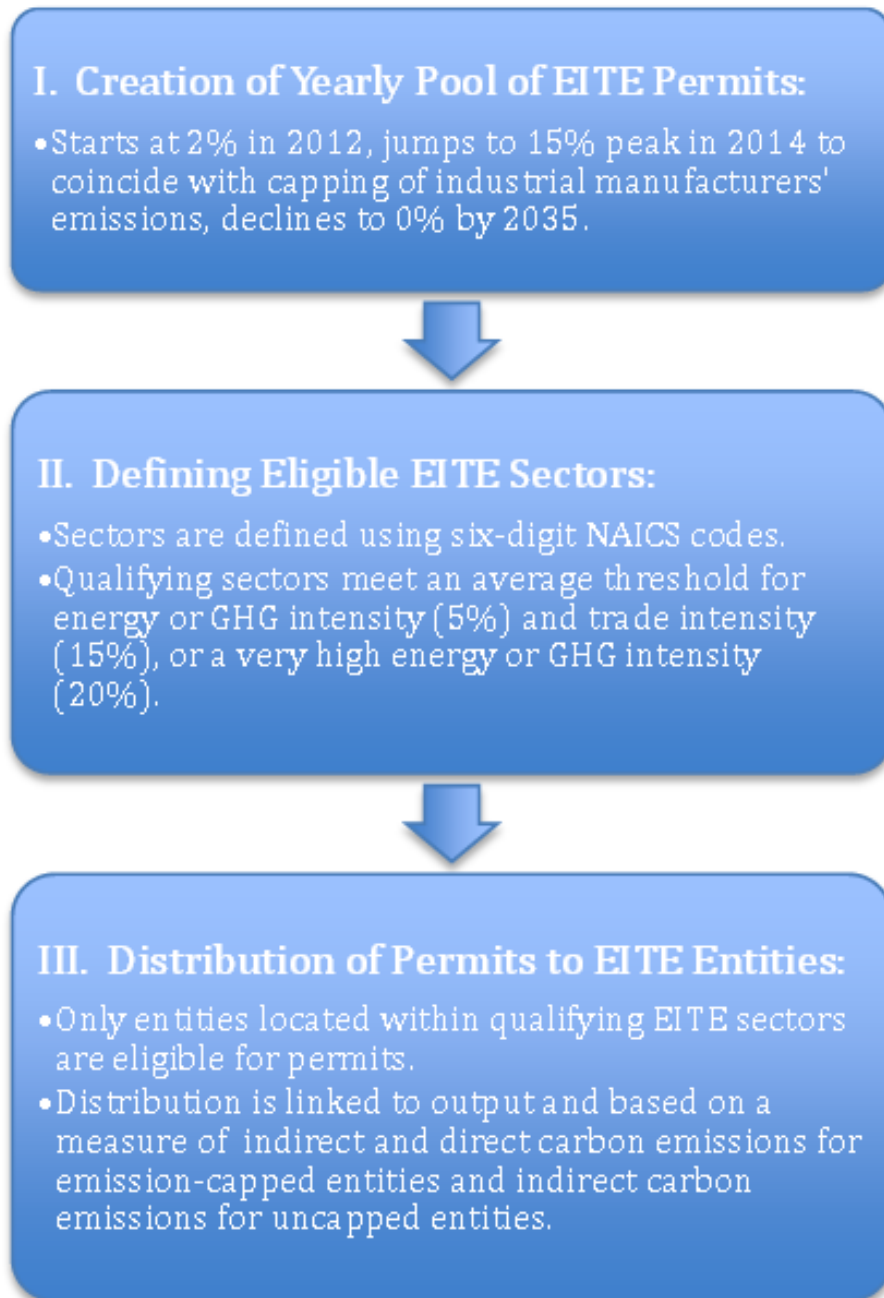 I. Creation of Yearly Pool of EITE Permits:
•Starts at 2% in 2012, jumps to 15% peak in 2014 to
coincide with capping of industrial manufacturers'
emissions, declines to 0% by 2035.
II. Defining Eligible EITE Sectors:
•Sectors are defined using six-digit NAICS codes.
•Qualifying sectors meet an average threshold for
energy or GHG intensity (5%) and trade intensity
(15%), or a very high energy or GHG intensity
(20%).
III. Distribution of Permits to EITE Entities:
•Only entities located within qualifying EITE sectors
are eligible for permits.
•Distribution is linked to output and based on a
measure of indirect and direct carbon emissions for
emission-capped entities and indirect carbon
emissions for uncapped entities.